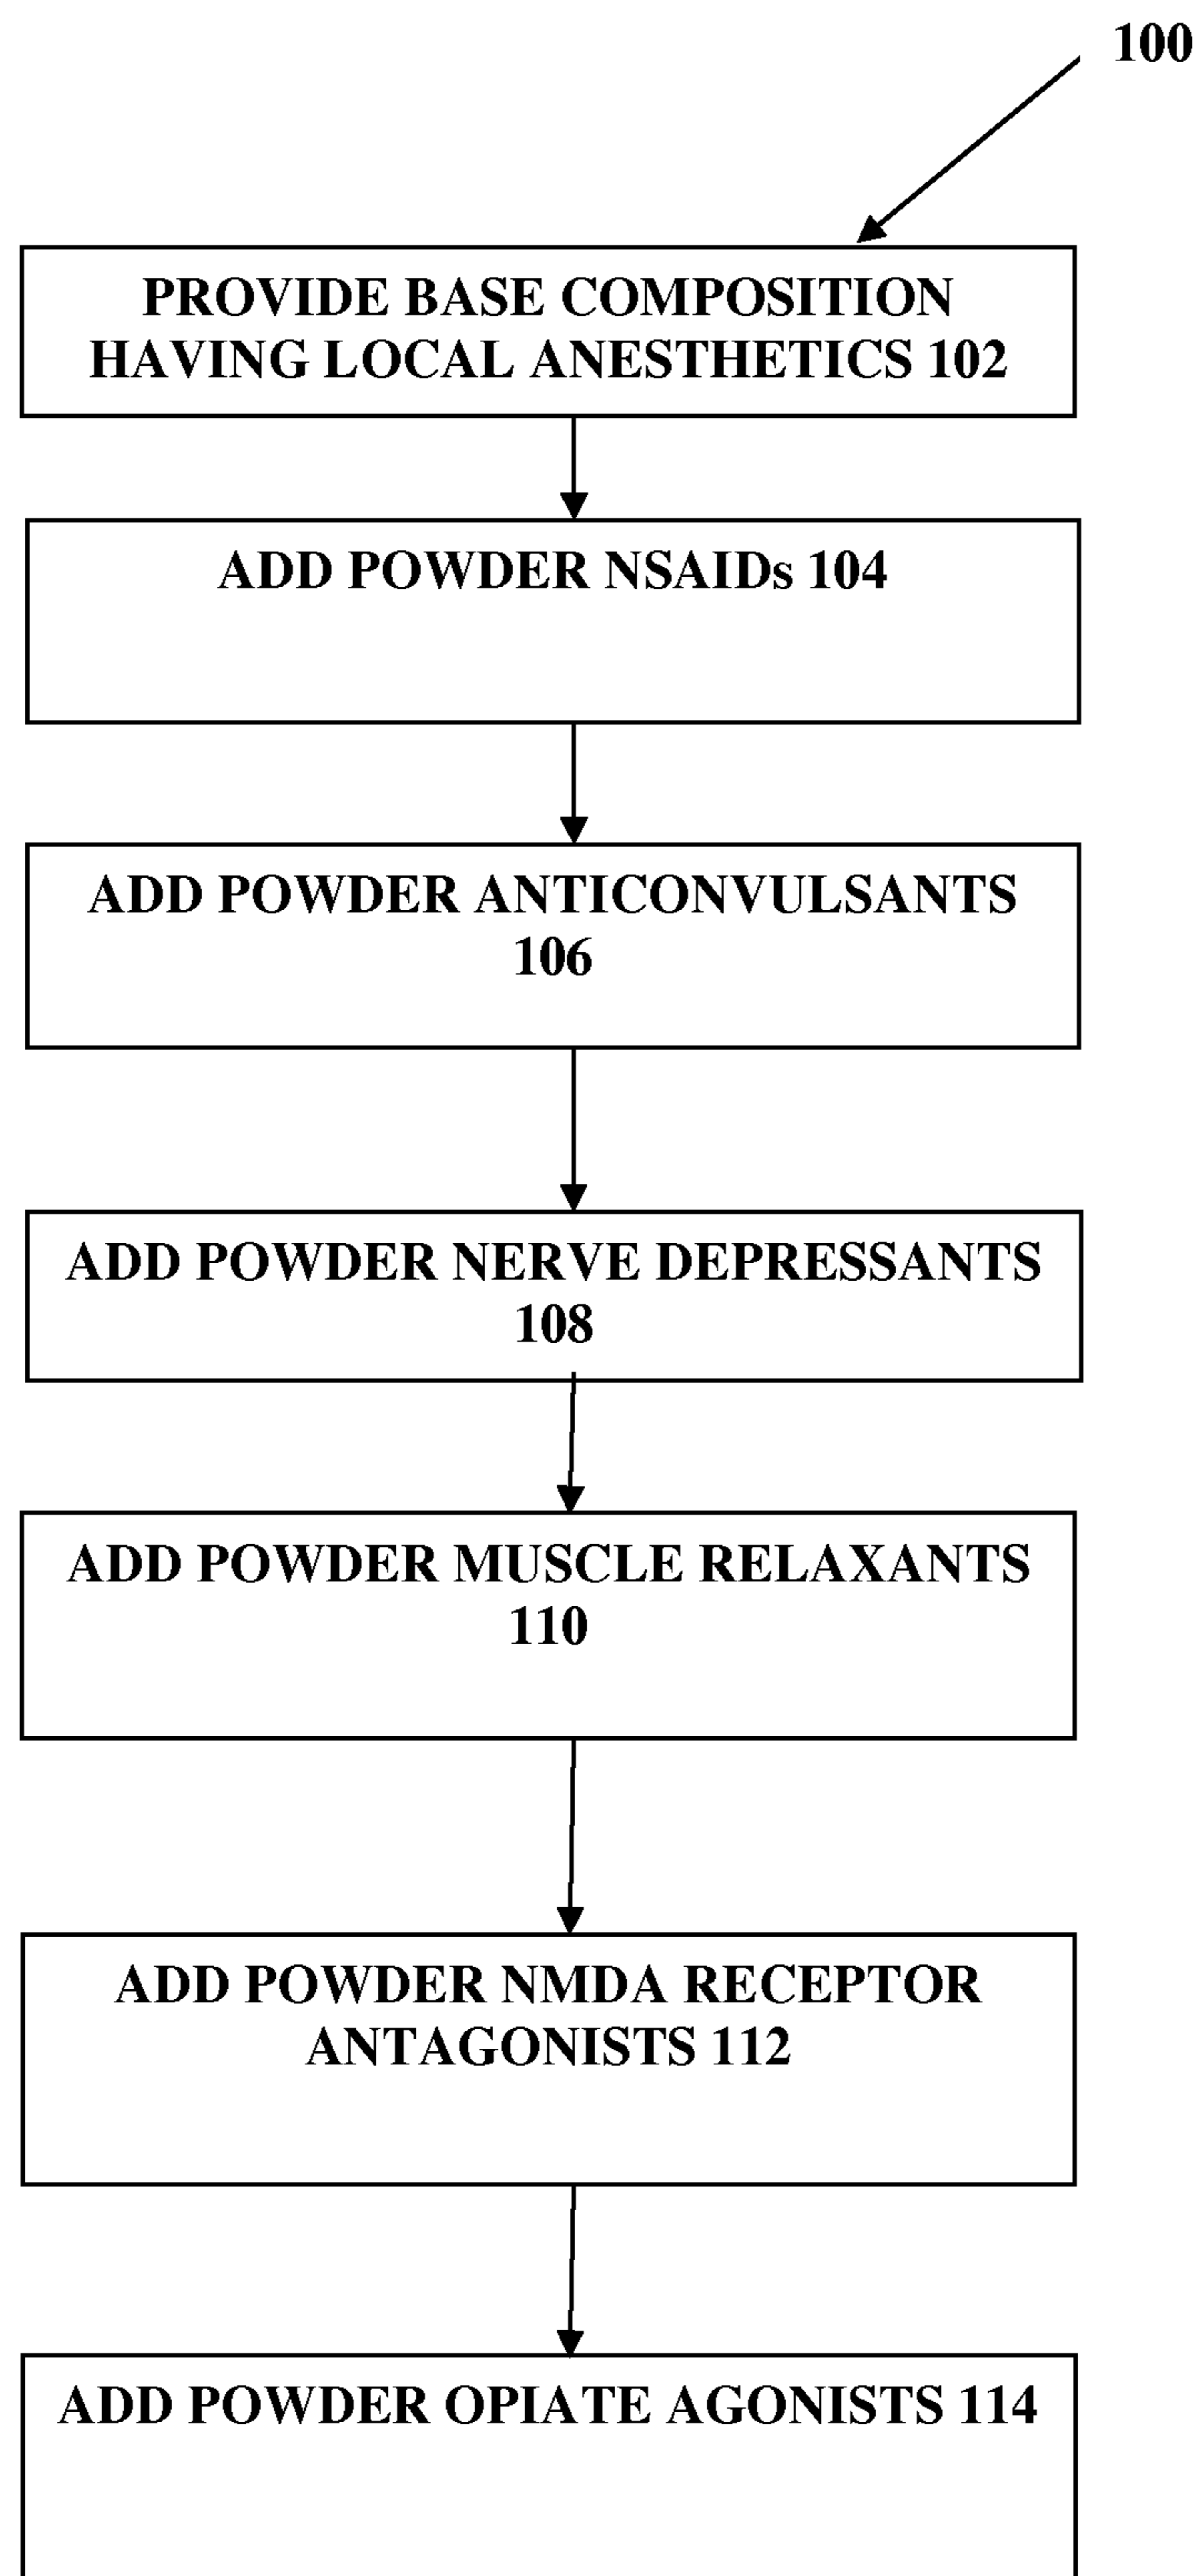 100
PROVIDE BASE COMPOSITION
HAVING LOCAL ANESTHETICS 102
ADD POWDER NSAIDs 104
ADD POWDER ANTICONVULSANTS
106
ADD POWDER NERVE DEPRESSANTS
108
ADD POWDER MUSCLE RELAXANTS
110
ADD POWDER NMDA RECEPTOR
ANTAGONISTS 112
ADD POWDER OPIATE AGONISTS 114